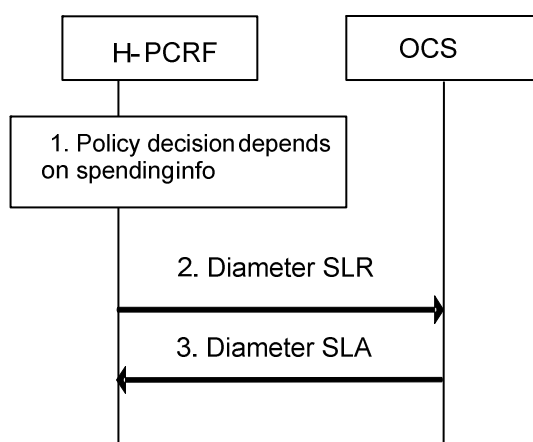 H-PCRF
OCS
1. Policy decision depends
on spendinginfo
2. Diameter SLR
3. Diameter SLA